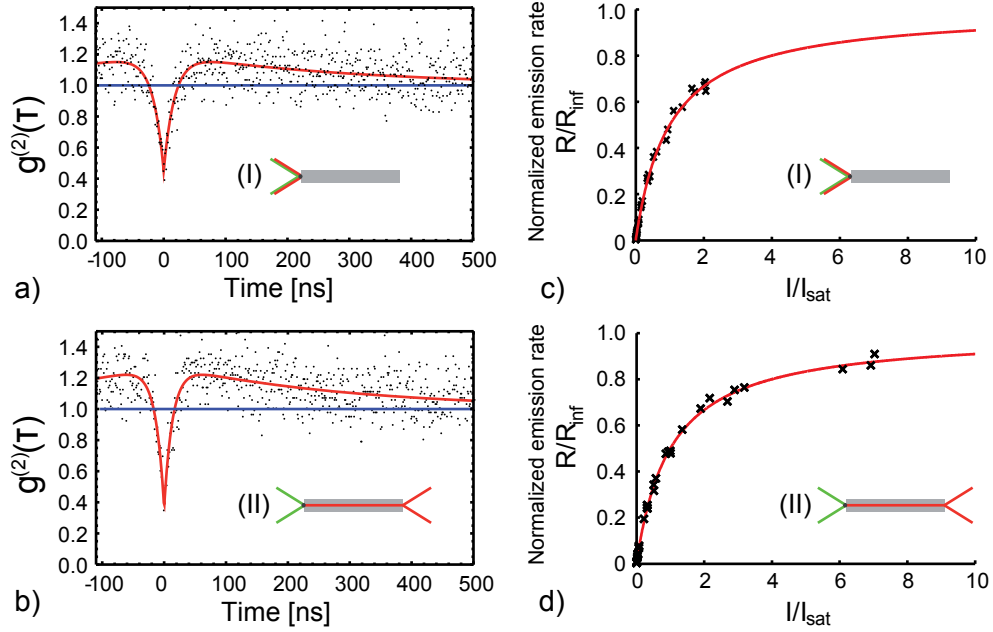 1.4
1.2
1.0
0.8
0.6
0.4
0.2
0.0
g(2)(τ)
-100 0 100 200 300 400 500
Time [ns]
(I)
a)
1.0
0.8
0.6
0.4
0.2
0
Normalized emission rate
R/Rinf
0 2 4 6 8 10
I/Isat
(I)
c)
1.4
1.2
1.0
0.8
0.6
0.4
0.2
0.0
g(2)(τ)
-100 0 100 200 300 400 500
Time [ns]
(II)
b)
1.0
0.8
0.6
0.4
0.2
0.0
Normalized emission rate
R/Rinf
0 2 4 6 8 10
I/Isat
(II)
d)